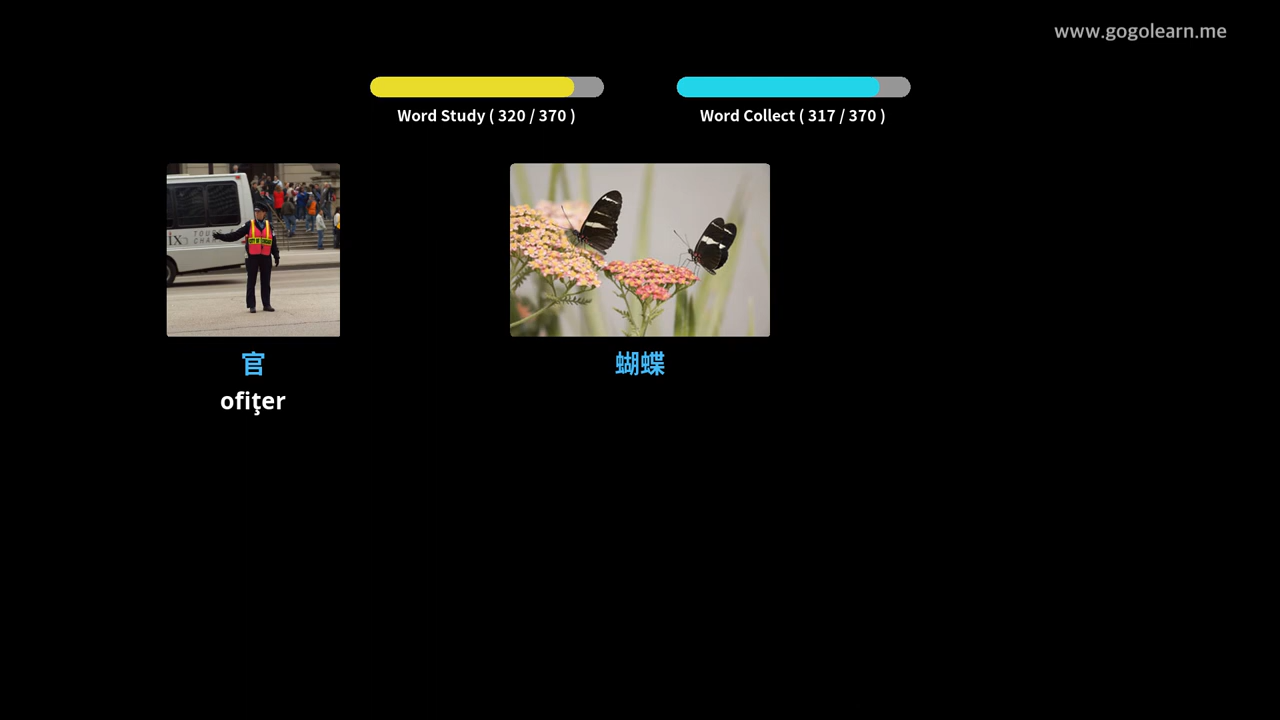 www.gogolearn.me
Word Study ( 320 / 370 )
Word Collect ( 317 / 370 )
官
ofiţer
蝴蝶